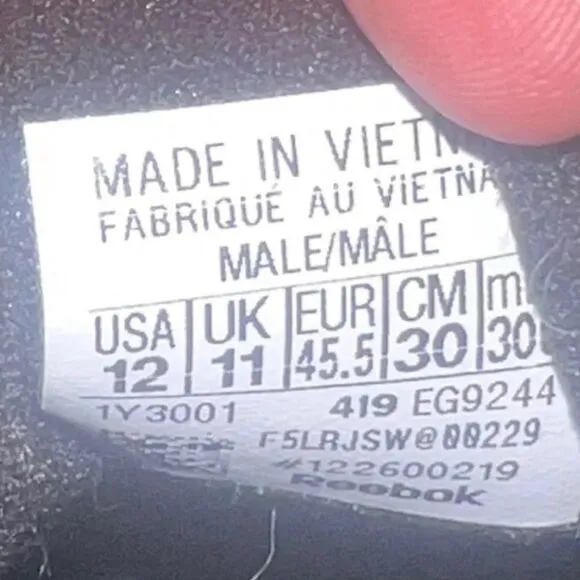 MADE IN VIETN
FABRIQUÉ AU VIETNA
MALE/MÂLE
USA UK EUR CM m
12 11 45.5 30 30
1Y3001 419 EG9244
F5LRJSW@00229
#122600219
Reebok